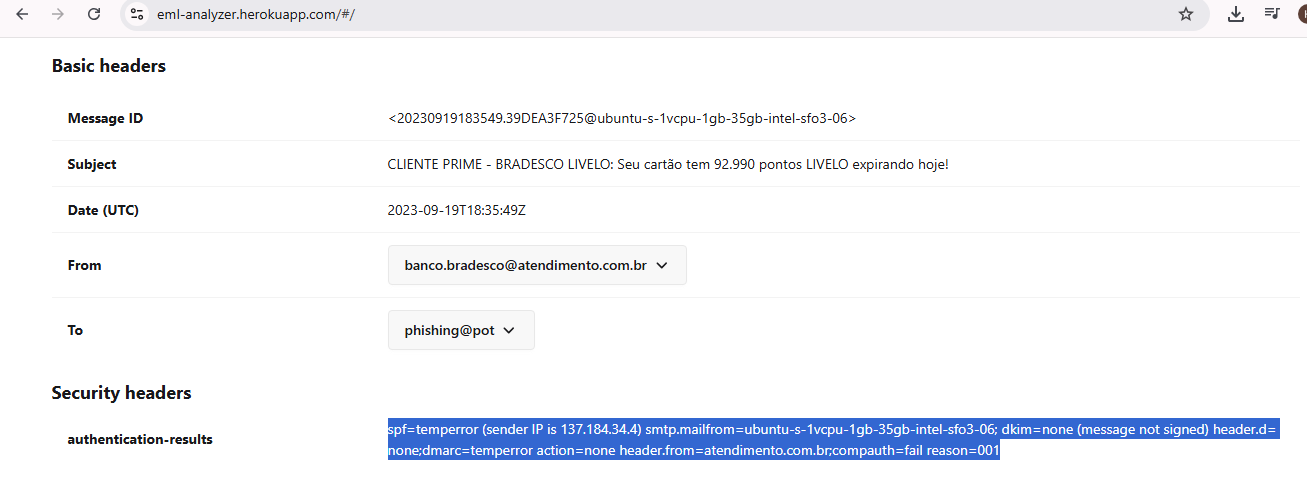 eml-analyzer.herokuapp.com/#/
Basic headers
Message ID <20230919183549.39DEA3F725@ubuntu-s-1vcpu-1gb-35gb-intel-sfo3-06>
Subject CLIENTE PRIME - BRADESCO LIVELO: Seu cartão tem 92.990 pontos LIVELO expirando hoje!
Date (UTC) 2023-09-19T18:35:49Z
From banco.bradesco@atendimento.com.br
To phishing@pot
Security headers
authentication-results spf=temperror (sender IP is 137.184.34.4) smtp.mailfrom=ubuntu-s-1vcpu-1gb-35gb-intel-sfo3-06; dkim=none (message not signed) header.d=
none;dmarc=temperror action=none header.from=atendimento.com.br;compauth=fail reason=001